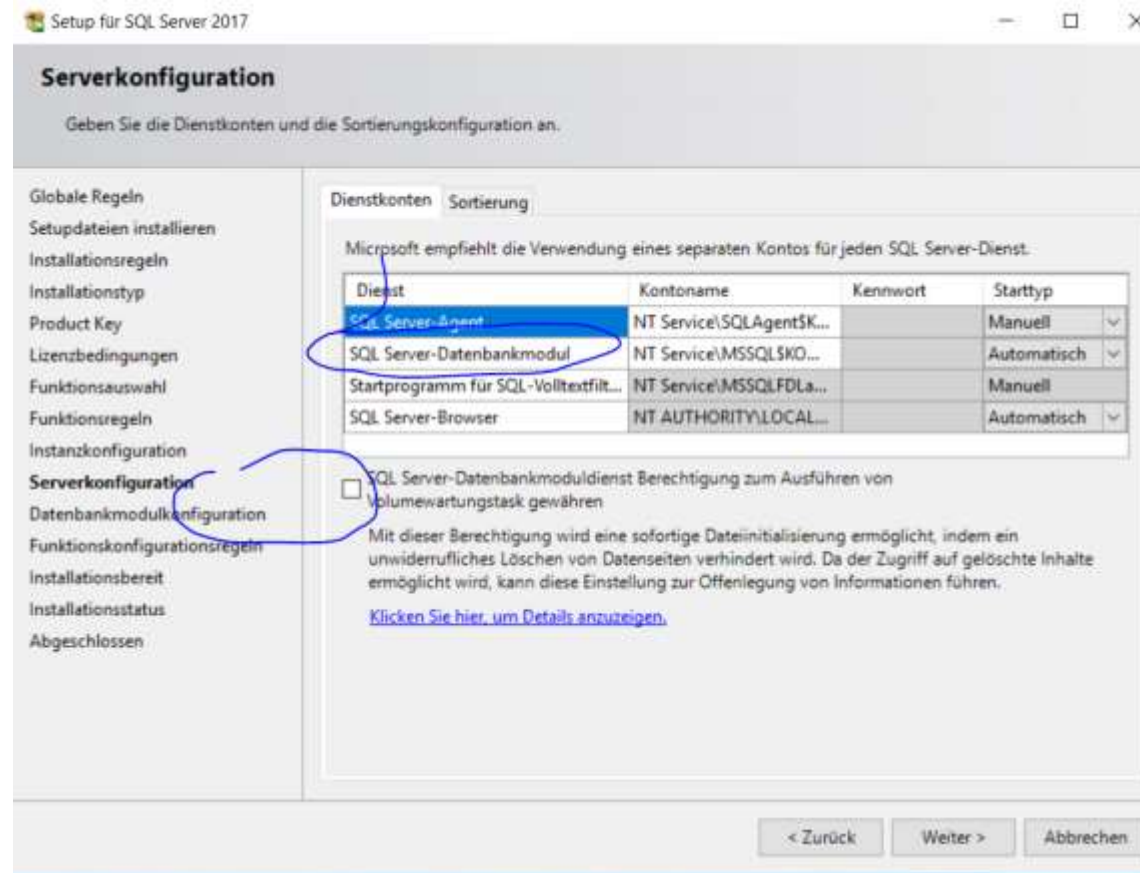 Setup für SQL Server 2017
Serverkonfiguration
Geben Sie die Dienstkonten und die Sortierungskonfiguration an.
Globale Regeln
Setupdateien installieren
Installationsregeln
Installationstyp
Product Key
Lizenzbedingungen
Funktionsauswahl
Funktionsregeln
Instanzkonfiguration
Serverkonfiguration
Datenbankmodulkonfiguration
Funktionskonfigurationsregeln
Installationsbereit
Installationsstatus
Abgeschlossen
Dienstkonten Sortierung
Microsoft empfiehlt die Verwendung eines separaten Kontos für jeden SQL Server-Dienst.
Dienst Kontoname Kennwort Starttyp
SQL Server-Agent NT Service\SQLAgent$K... Manuell
SQL Server-Datenbankmodul NT Service\MSSQL$KO... Automatisch
Startprogramm für SQL-Volltextfilt... NT Service\MSSQLFDLa... Manuell
SQL Server-Browser NT AUTHORITY\LOCAL... Automatisch
SQL Server-Datenbankmoduldienst Berechtigung zum Ausführen von
Volumewartungstask gewähren
Mit dieser Berechtigung wird eine sofortige Dateiinitialisierung ermöglicht, indem ein
unwiderrufliches Löschen von Datenseiten verhindert wird. Da der Zugriff auf gelöschte Inhalte
ermöglicht wird, kann diese Einstellung zur Offenlegung von Informationen führen.
Klicken Sie hier, um Details anzuzeigen.
< Zurück Weiter > Abbrechen